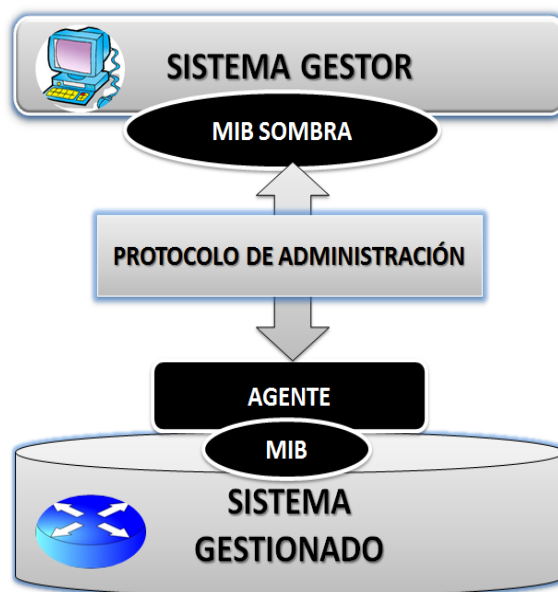 SISTEMA GESTOR
MIB SOMBRA
PROTOCOLO DE ADMINISTRACIÓN
AGENTE
MIB
SISTEMA
GESTIONADO